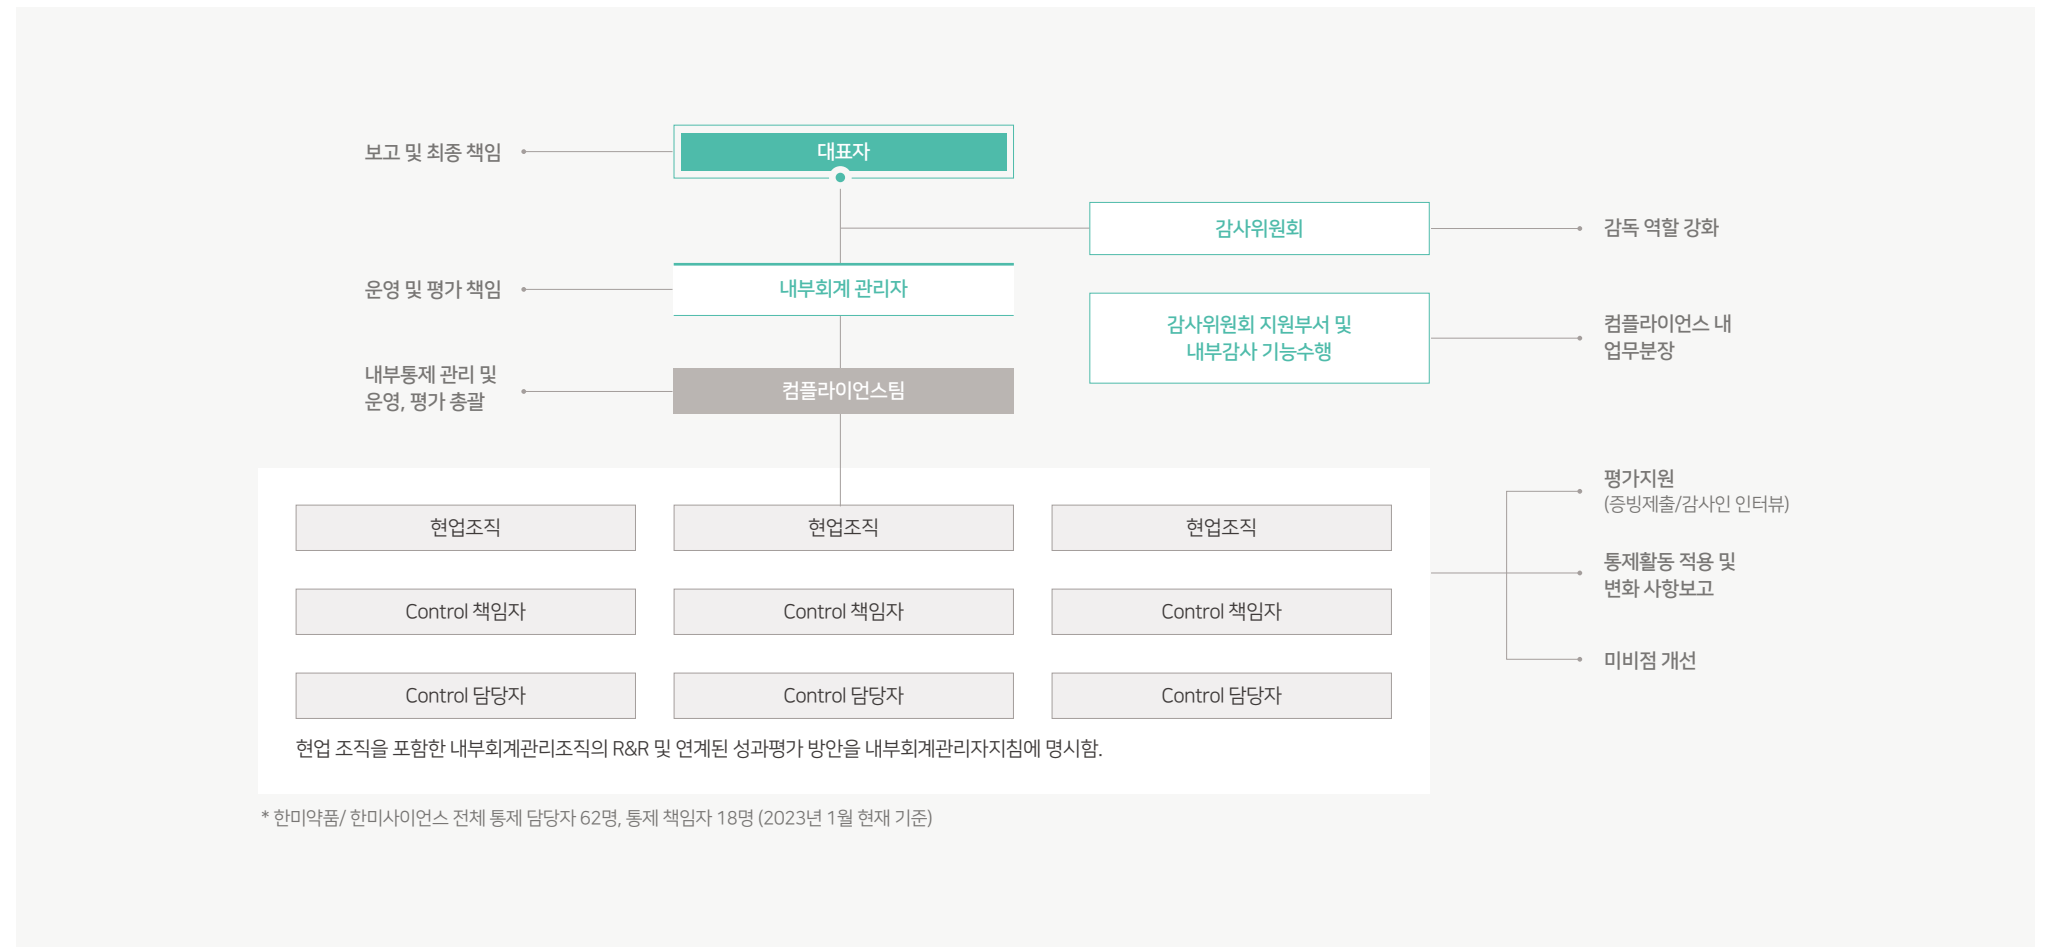 보고 및 최종 책임
대표자
감사위원회
감독 역할 강화
운영 및 평가 책임
내부회계 관리자
감사위원회 지원부서 및
내부감사 기능수행
컴플라이언스 내
업무분장
내부통제 관리 및
운영, 평가 총괄
컴플라이언스팀
현업조직
현업조직
현업조직
Control 책임자
Control 책임자
Control 책임자
Control 담당자
Control 담당자
Control 담당자
현업 조직을 포함한 내부회계관리조직의 R&R 및 연계된 성과평가 방안을 내부회계관리자지침에 명시함.
평가지원
(증빙제출/감사인 인터뷰)
통제활동 적용 및
변화 사항보고
미비점 개선
* 한미약품/ 한미사이언스 전체 통제 담당자 62명, 통제 책임자 18명 (2023년 1월 현재 기준)